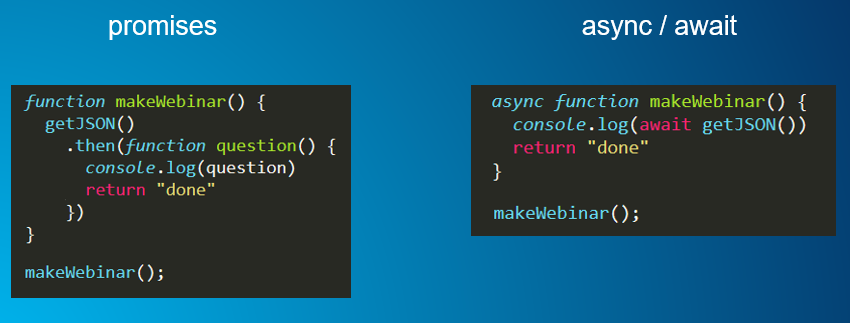 promises
function makeWebinar() {
  getJSON()
    .then(function question() {
      console.log(question)
      return "done"
    })
}
makeWebinar();
async / await
async function makeWebinar() {
  console.log(await getJSON())
  return "done"
}
makeWebinar();